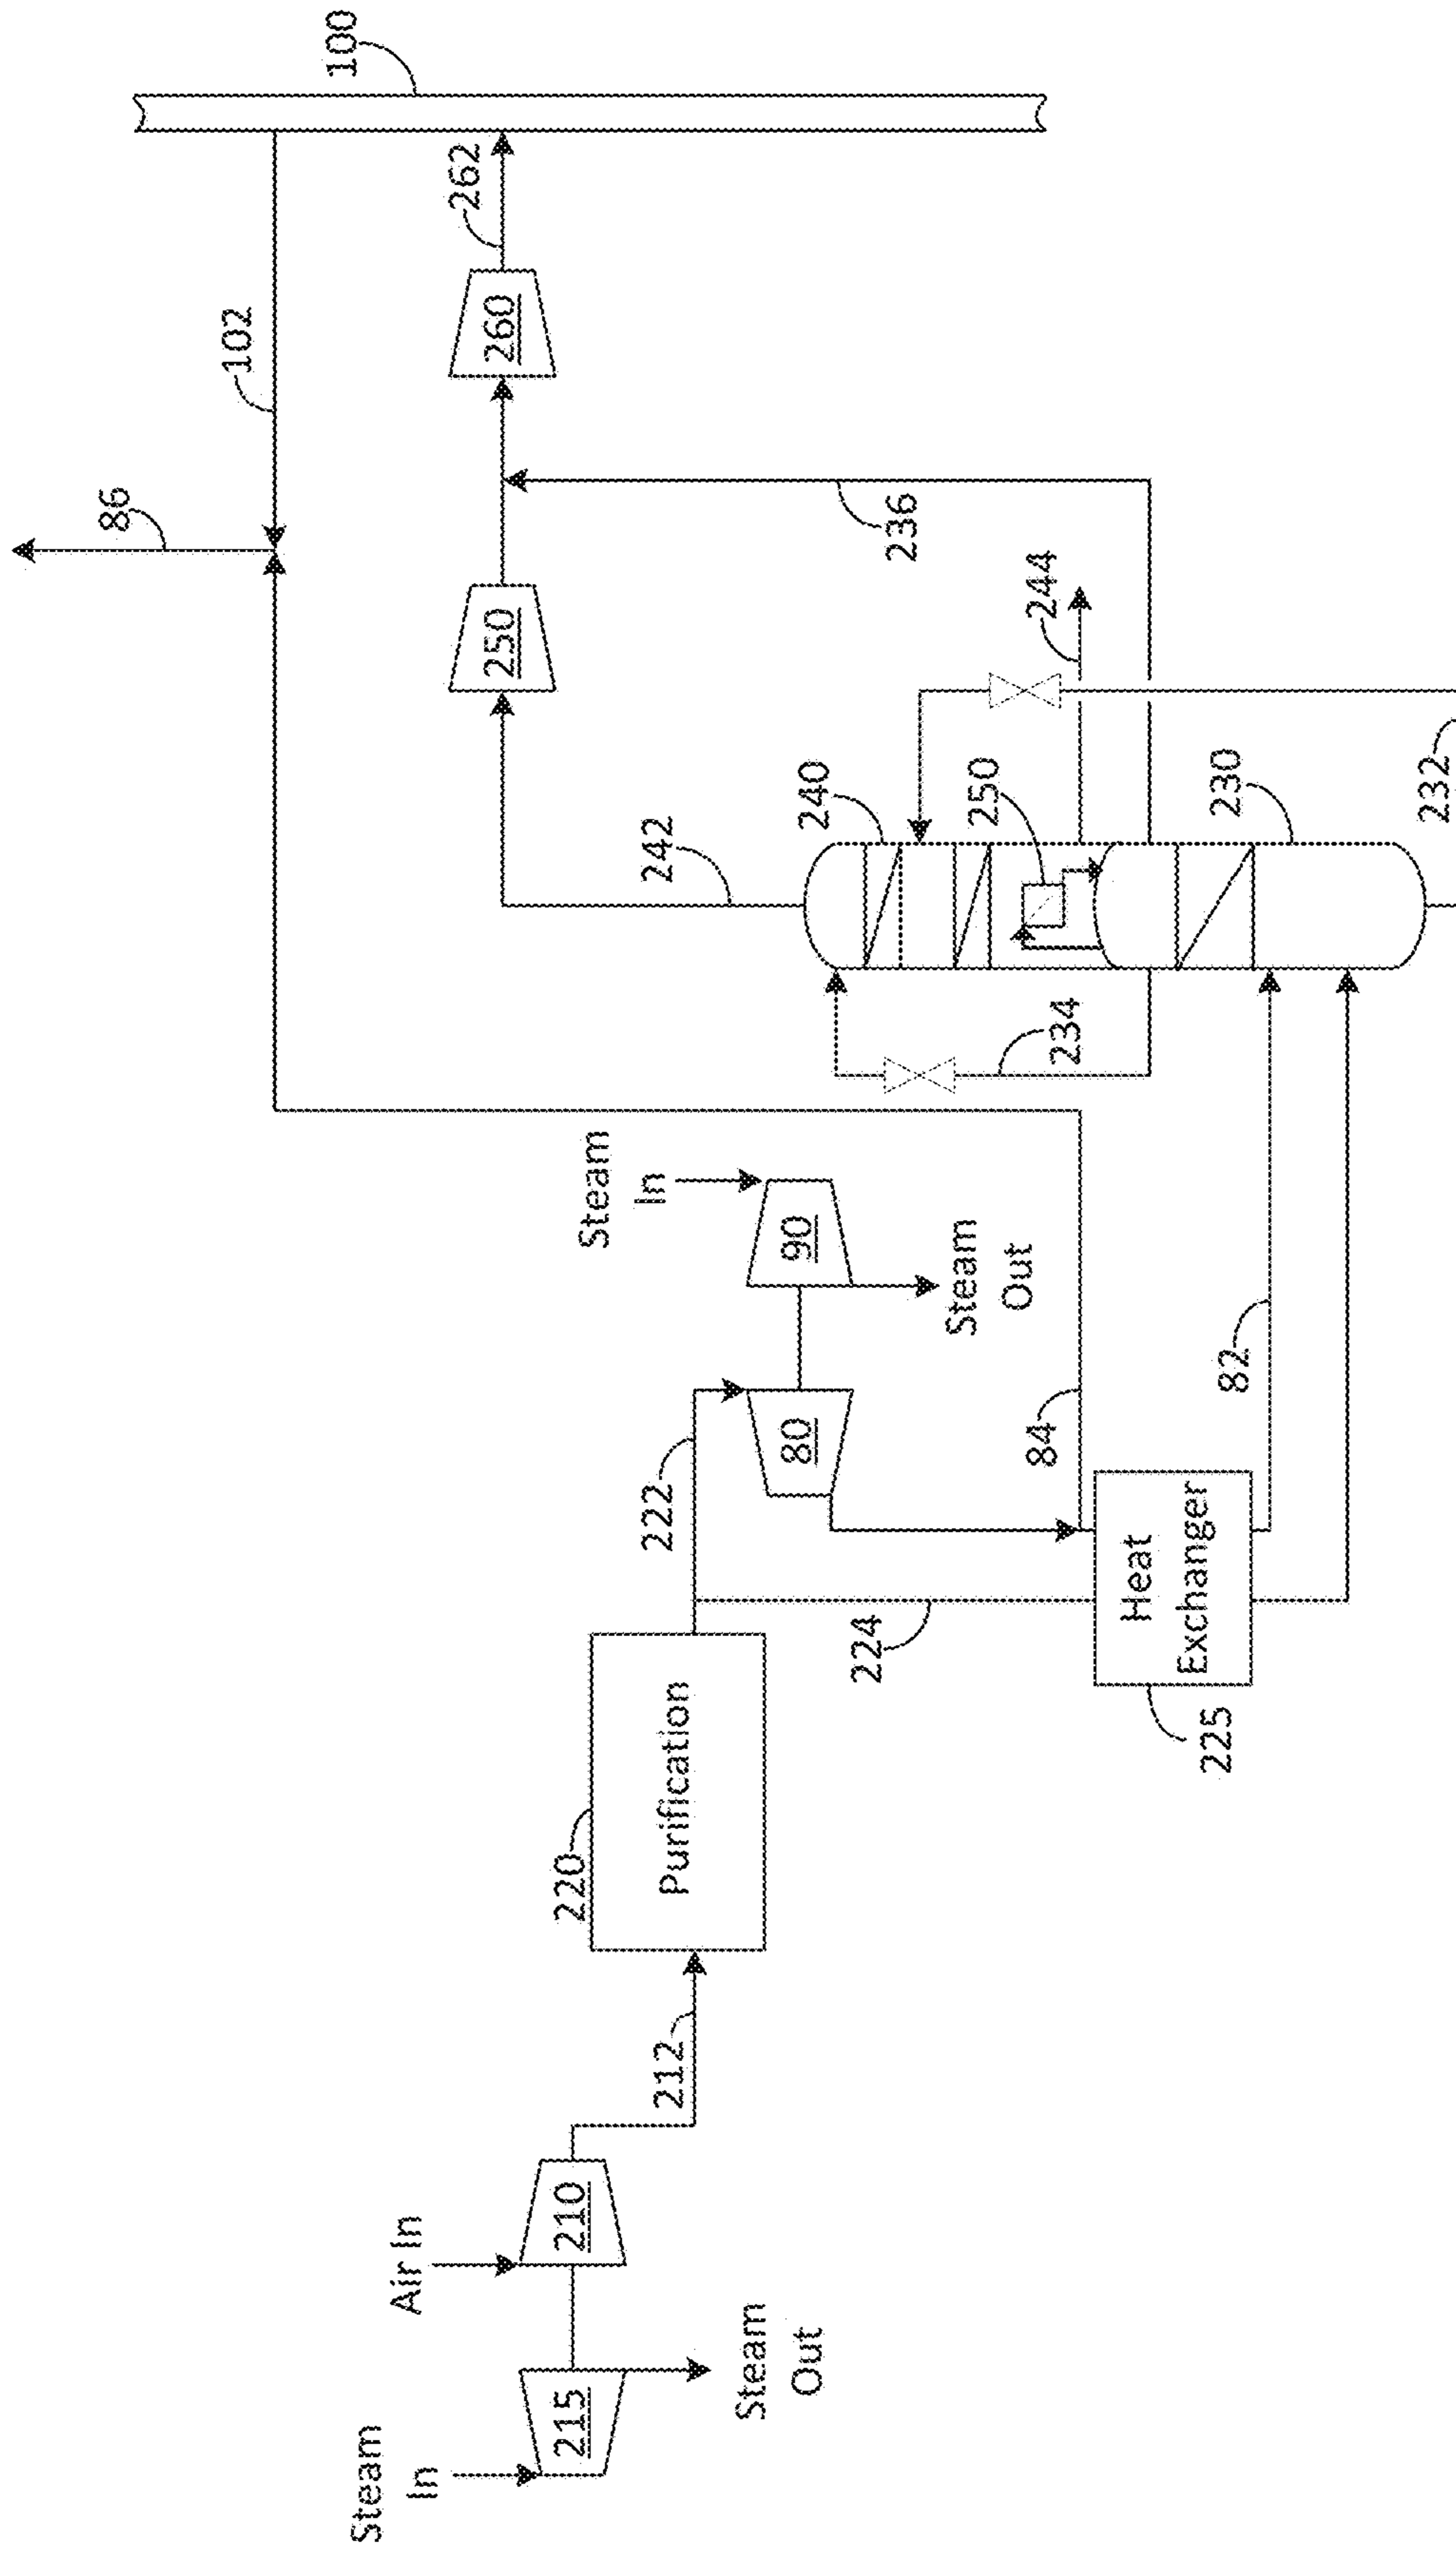 Steam
In
215
Steam
Out
Air In
210
212
220
Purification
222
224
225
Heat
Exchanger
80
90
Steam
In
Steam
Out
84
82
86
102
100
234
242
240
250
230
232
244
236
250
260
262